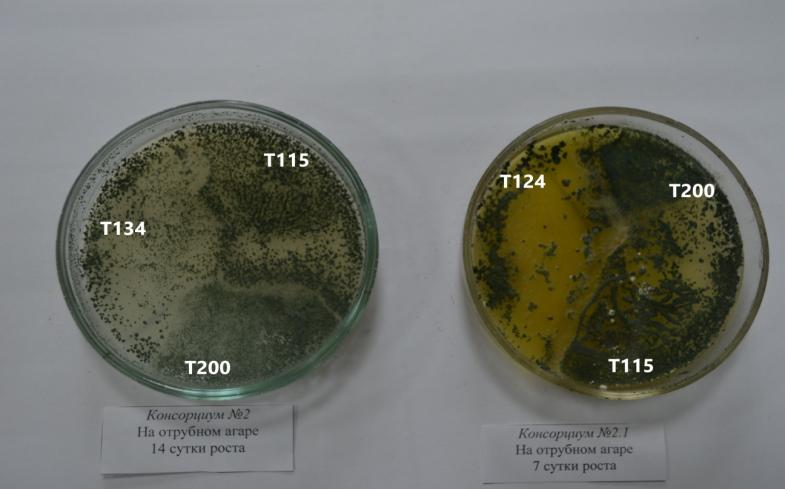 T115
T134
T200
Консорциум №2
На отрубном агаре
14 сутки роста
T124
T200
T115
Консорциум №2.1
На отрубном агаре
7 сутки роста